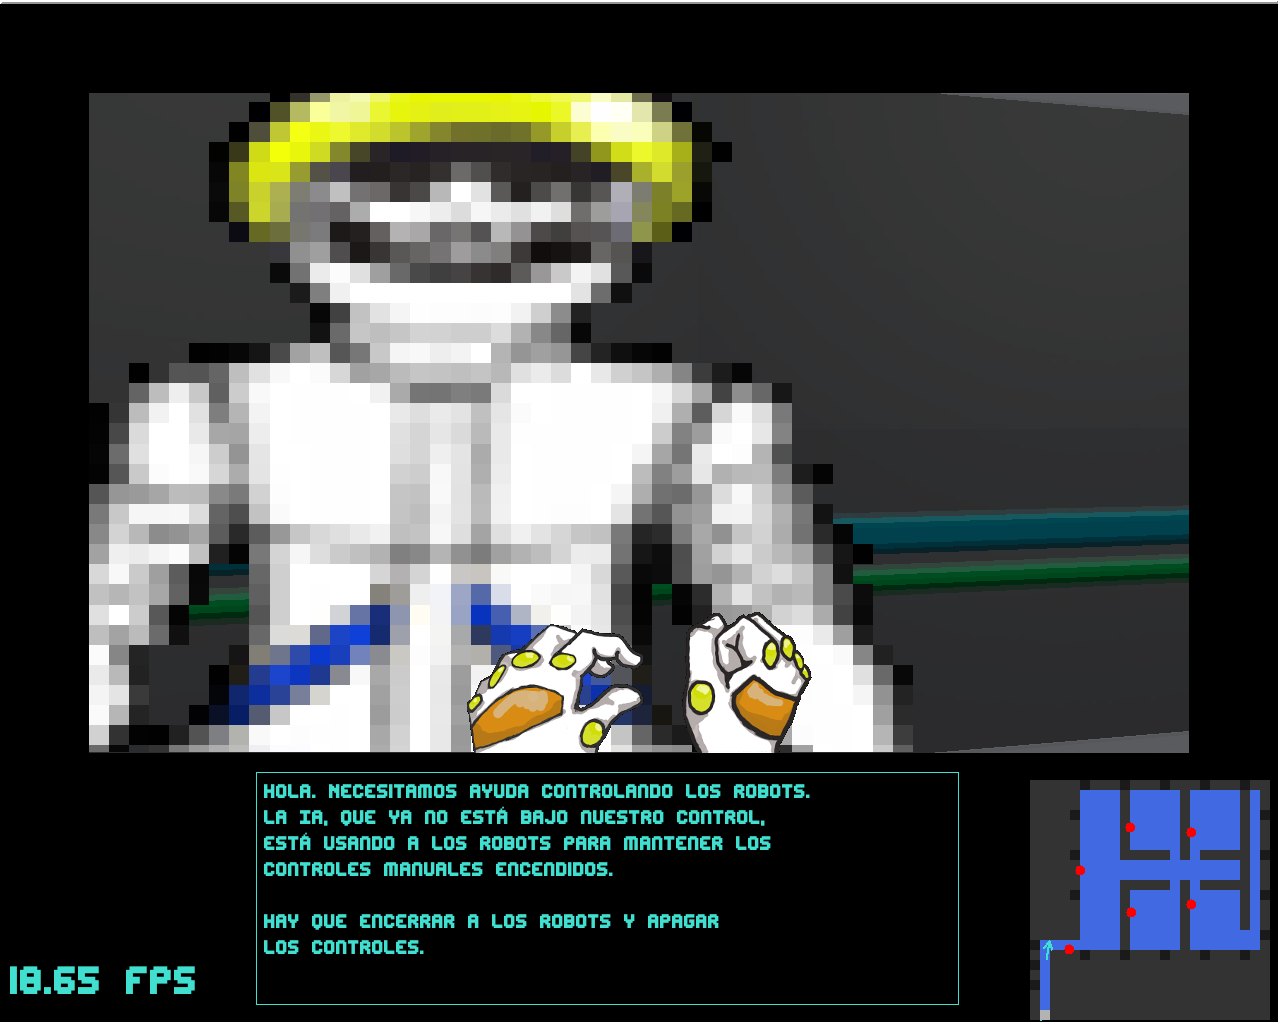 HOLA. NECESITAMOS AYUDA CONTROLANDO LOS ROBOTS.
LA IA, QUE YA NO ESTÁ BAJO NUESTRO CONTROL,
ESTÁ USANDO A LOS ROBOTS PARA MANTENER LOS
CONTROLES MANUALES ENCENDIDOS.
HAY QUE ENCERRAR A LOS ROBOTS Y APAGAR
LOS CONTROLES.
18.65 FPS